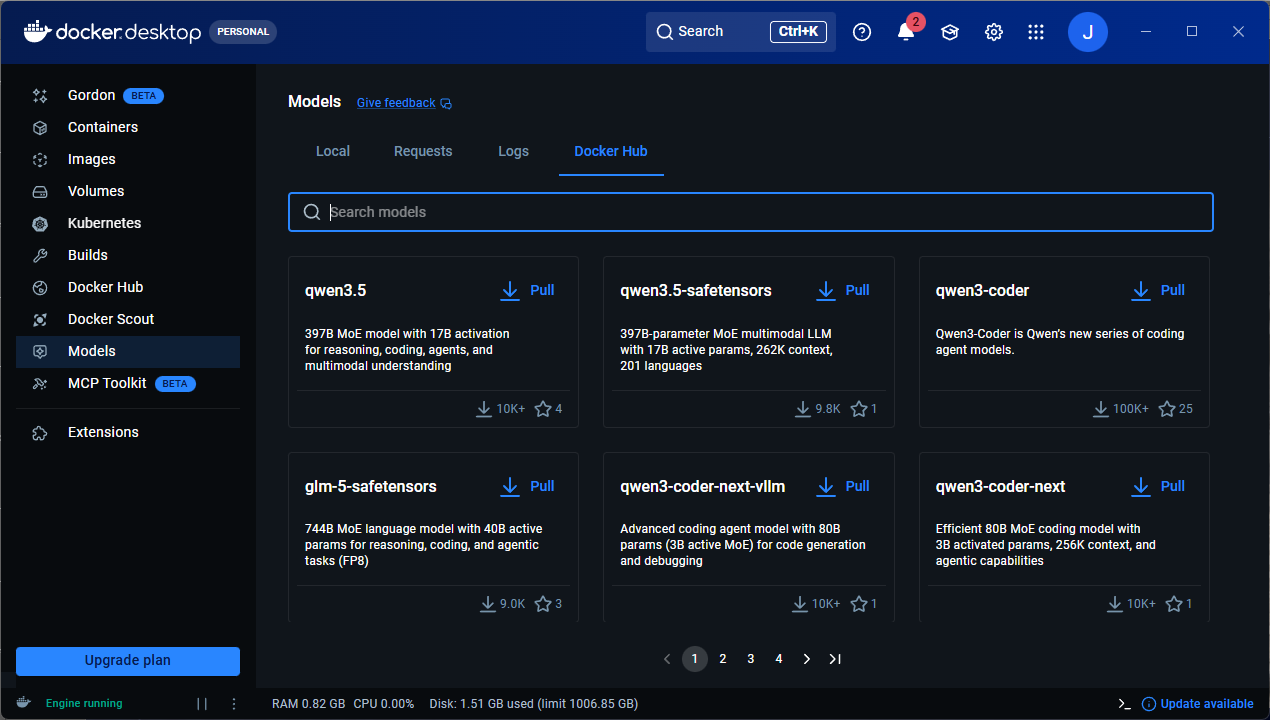 docker.desktop PERSONAL Search Ctrl+K 2 J
Gordon BETA
Containers
Images
Volumes
Kubernetes
Builds
Docker Hub
Docker Scout
Models
MCP Toolkit BETA
Extensions
Upgrade plan
Models Give feedback
Local Requests Logs Docker Hub
Search models
qwen3.5 Pull
397B MoE model with 17B activation
for reasoning, coding, agents, and
multimodal understanding
10K+ 4
qwen3.5-safetensors Pull
397B-parameter MoE multimodal LLM
with 17B active params, 262K context,
201 languages
9.8K 1
qwen3-coder Pull
Qwen3-Coder is Qwen's new series of coding
agent models.
100K+ 25
glm-5-safetensors Pull
744B MoE language model with 40B active
params for reasoning, coding, and agentic
tasks (FP8)
9.0K 3
qwen3-coder-next-vllm Pull
Advanced coding agent model with 80B
params (3B active MoE) for code generation
and debugging
10K+ 1
qwen3-coder-next Pull
Efficient 80B MoE coding model with
3B activated params, 256K context, and
agentic capabilities
10K+ 1
1 2 3 4
Engine running RAM 0.82 GB CPU 0.00% Disk: 1.51 GB used (limit 1006.85 GB) Update available